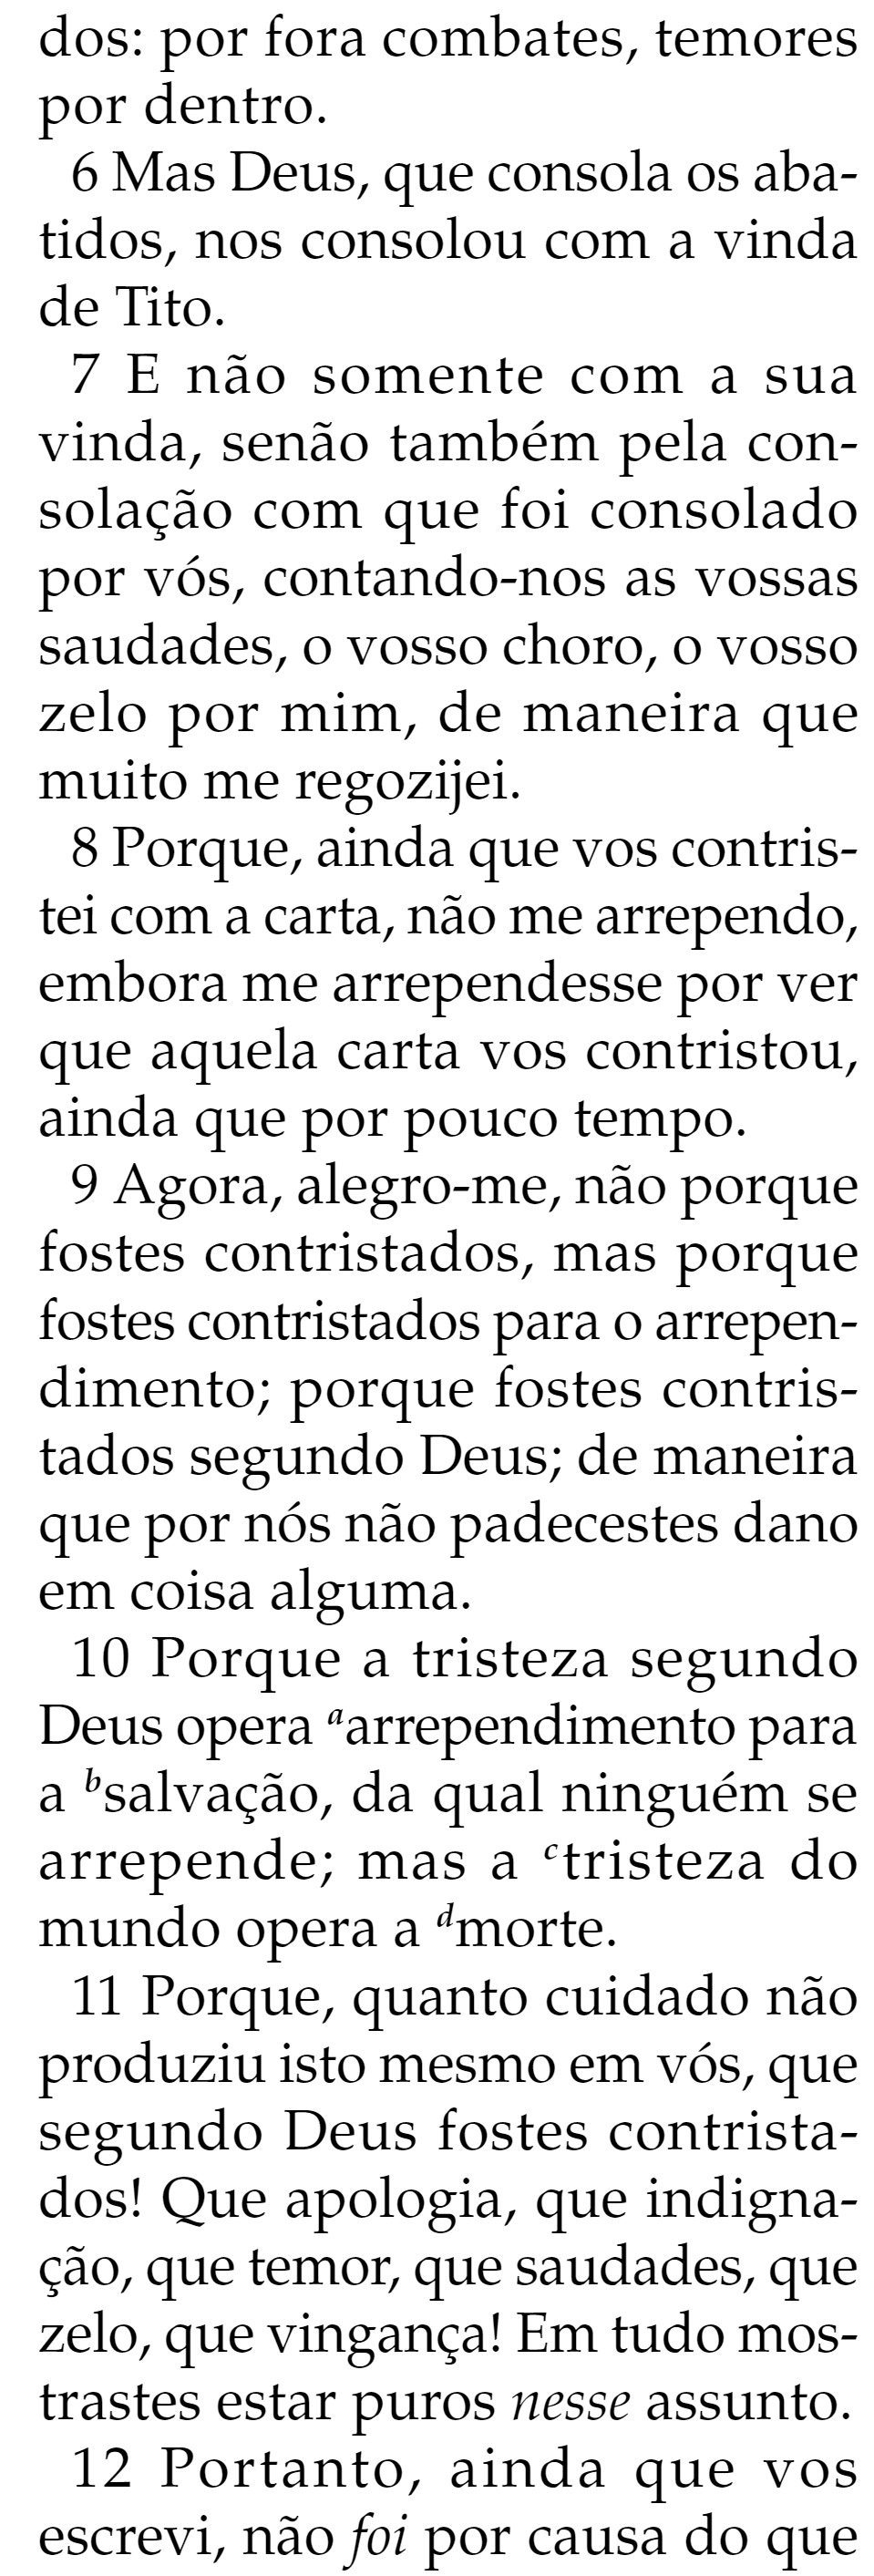 dos: por fora combates, temores
por dentro.
6 Mas Deus, que consola os aba-
tidos, nos consolou com a vinda
de Tito.
7 E não somente com a sua
vinda, senão também pela con-
solação com que foi consolado
por vós, contando-nos as vossas
saudades, o vosso choro, o vosso
zelo por mim, de maneira que
muito me regozijei.
8 Porque, ainda que vos contris-
tei com a carta, não me arrependo,
embora me arrependesse por ver
que aquela carta vos contristou,
ainda que por pouco tempo.
9 Agora, alegro-me, não porque
fostes contristados, mas porque
fostes contristados para o arrepen-
dimento; porque fostes contris-
tados segundo Deus; de maneira
que por nós não padecestes dano
em coisa alguma.
10 Porque a tristeza segundo
Deus opera ᵃarrependimento para
a ᵇsalvação, da qual ninguém se
arrepende; mas a ᶜtristeza do
mundo opera a ᵈmorte.
11 Porque, quanto cuidado não
produziu isto mesmo em vós, que
segundo Deus fostes contrista-
dos! Que apologia, que indigna-
ção, que temor, que saudades, que
zelo, que vingança! Em tudo mos-
trastes estar puros nesse assunto.
12 Portanto, ainda que vos
escrevi, não foi por causa do que